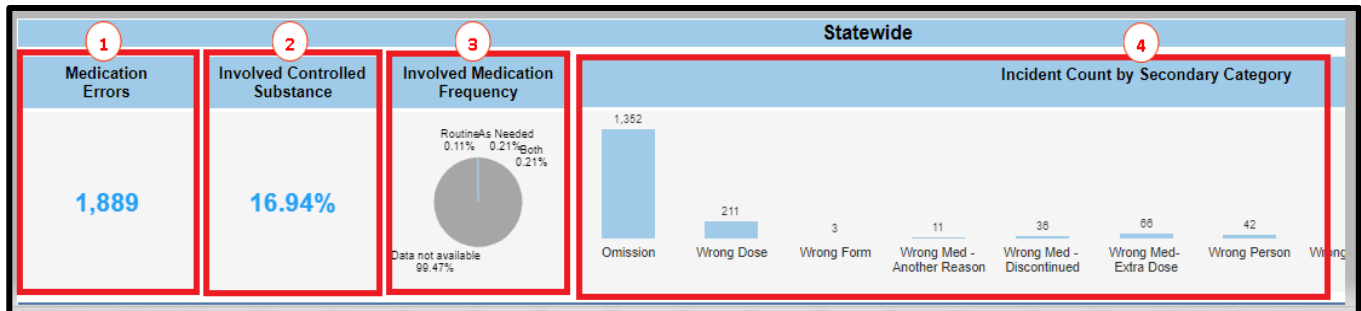 Statewide
1
2
3
4
Medication
Errors
Involved Controlled
Substance
Involved Medication
Frequency
Incident Count by Secondary Category
1,889
16.94%
Routine
0.11%
As Needed
0.21%
Both
0.21%
Data not available
99.47%
1,352
Omission
211
Wrong Dose
3
Wrong Form
11
Wrong Med -
Another Reason
36
Wrong Med -
Discontinued
66
Wrong Med-
Extra Dose
42
Wrong Person
Wrong